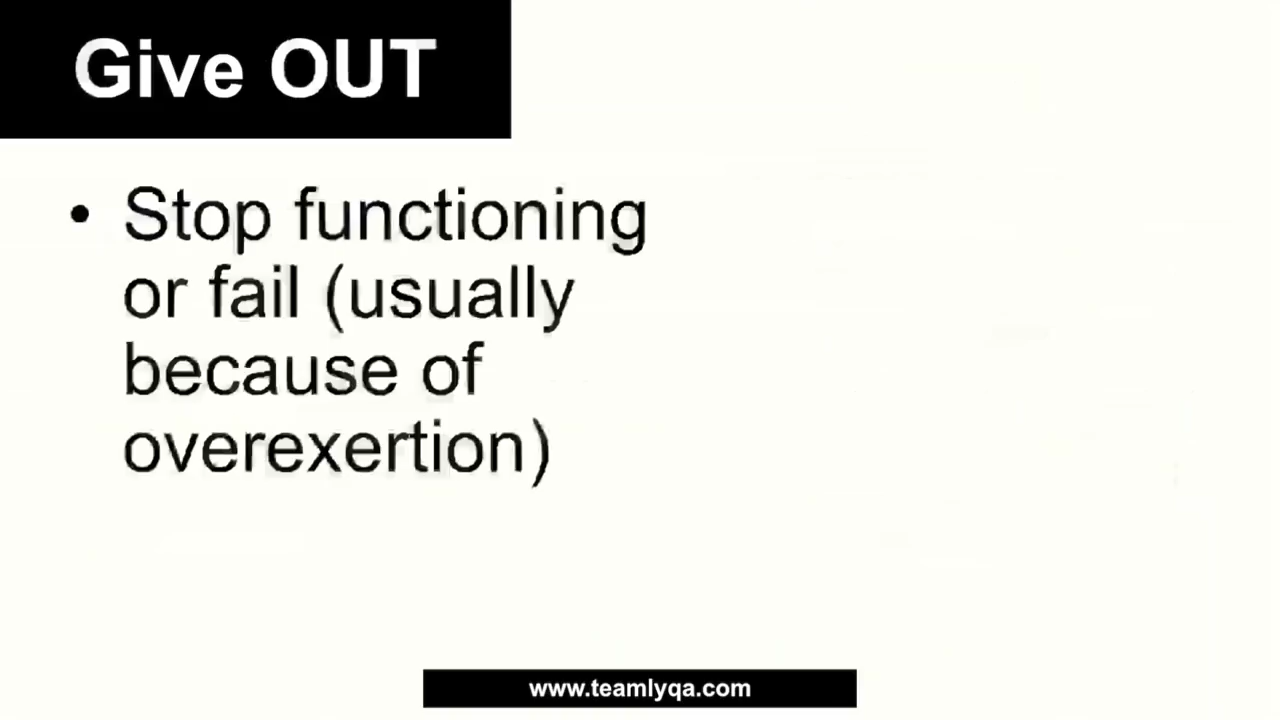 Give OUT
• Stop functioning
or fail (usually
because of
overexertion)
www.teamlyqa.com